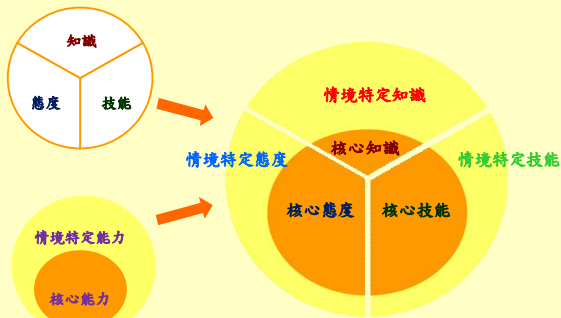 知識
態度
技能
情境特定能力
核心能力
情境特定知識
情境特定態度
核心知識
情境特定技能
核心態度
核心技能